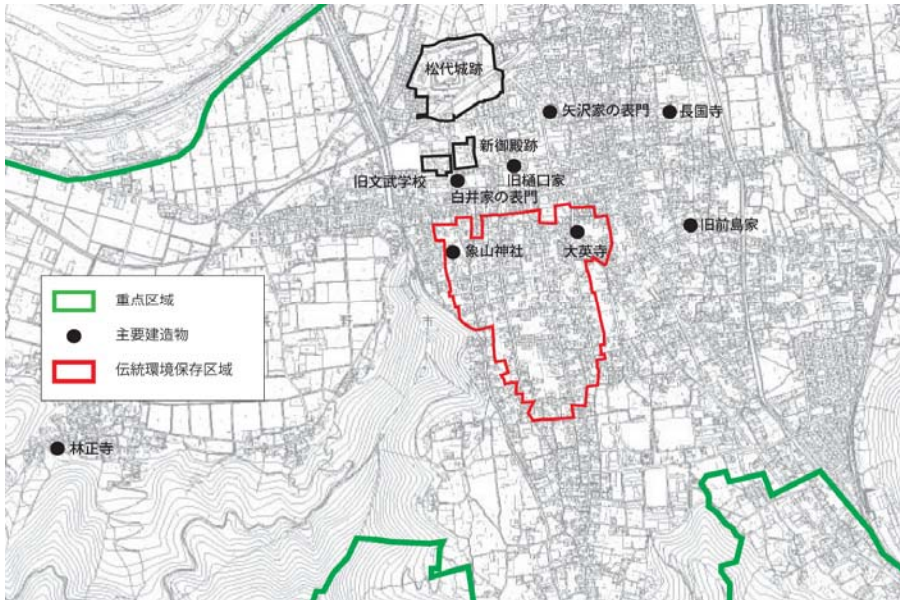 松代城跡
矢沢家の表門
長国寺
新御殿跡
旧文武学校
旧樋口家
白井家の表門
旧前島家
象山神社
大英寺
重点区域
主要建造物
伝統環境保存区域
市
林正寺